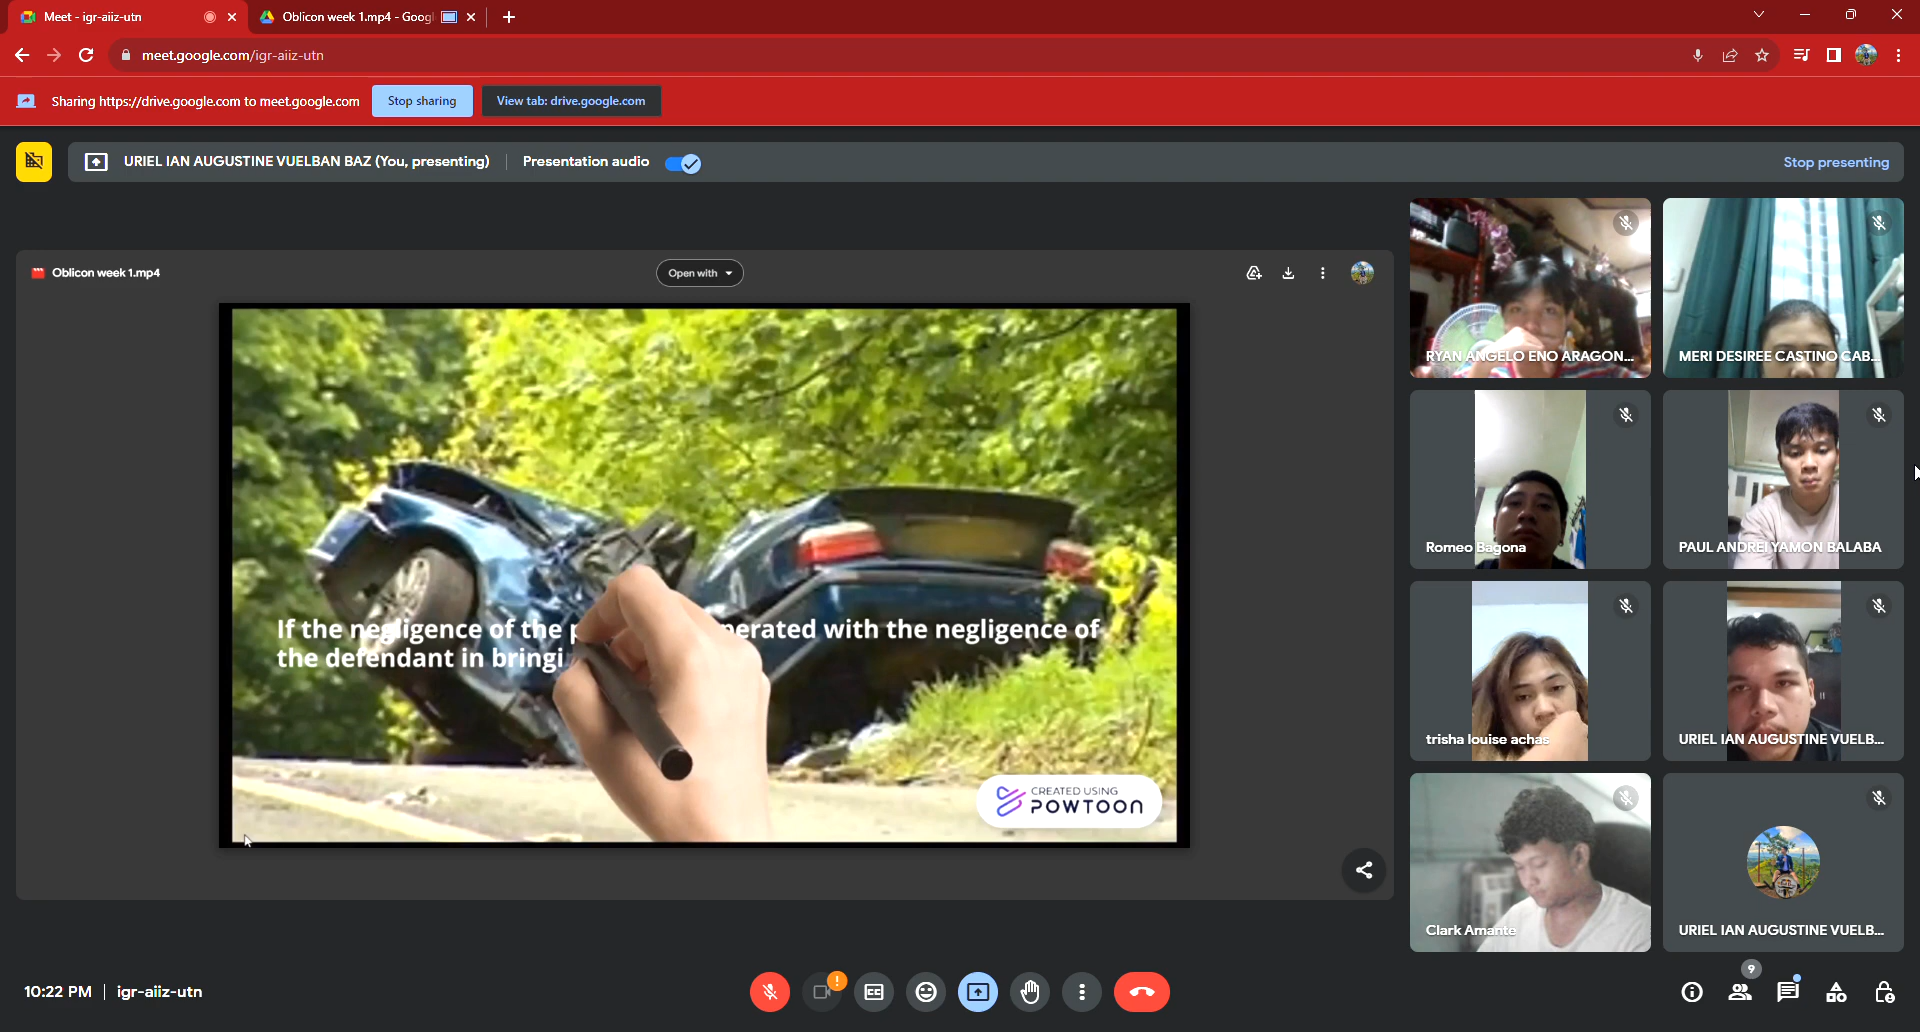 Meet - igr-aiiz-utn
Oblicon week 1.mp4 - Googl
meet.google.com/igr-aiiz-utn
Sharing https://drive.google.com to meet.google.com
Stop sharing
View tab: drive.google.com
URIEL IAN AUGUSTINE VUELBAN BAZ (You, presenting)
Presentation audio
Stop presenting
Oblicon week 1.mp4
Open with
If the negligence of the p perated with the negligence of
the defendant in bringi
CREATED USING
POWTOON
RYAN ANGELO ENO ARAGON...
MERI DESIREE CASTINO CAB...
Romeo Bagona
PAUL ANDREI YAMON BALABA
trisha louise achas
URIEL IAN AUGUSTINE VUELB...
Clark Amante
URIEL IAN AUGUSTINE VUELB...
10:22 PM | igr-aiiz-utn
9